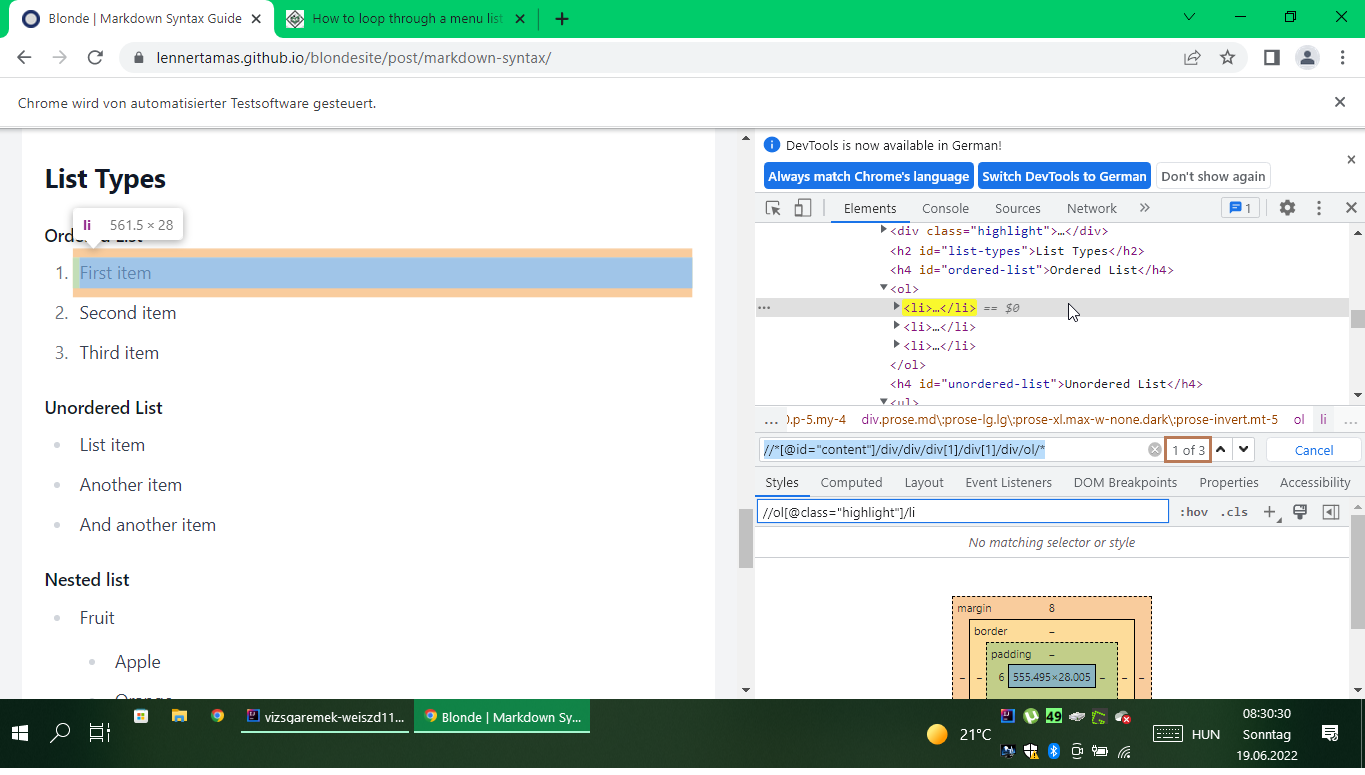 Blonde | Markdown Syntax Guide
How to loop through a menu list
lennertamas.github.io/blondesite/post/markdown-syntax/
Chrome wird von automatisierter Testsoftware gesteuert.
List Types
li 561.5 × 28
1. First item
2. Second item
3. Third item
Unordered List
List item
Another item
And another item
Nested list
Fruit
Apple
DevTools is now available in German!
Always match Chrome's language
Switch DevTools to German
Don't show again
Elements
Console
Sources
Network
1
<div class="highlight">…</div>
<h2 id="list-types">List Types</h2>
<h4 id="ordered-list">Ordered List</h4>
<ol>
<li>…</li> == $0
<li>…</li>
<li>…</li>
</ol>
<h4 id="unordered-list">Unordered List</h4>
<ul>
... ).p-5.my-4 div.prose.md\:prose-lg.lg\:prose-xl.max-w-none.dark\:prose-invert.mt-5 ol li ...
//*[@id="content"]/div/div/div[1]/div[1]/div/ol/*
1 of 3
Cancel
Styles
Computed
Layout
Event Listeners
DOM Breakpoints
Properties
Accessibility
//ol[@class="highlight"]/li
:hov .cls
No matching selector or style
margin 8
border –
padding –
– – 6 555.495×28.005 – – –
vizsgaremek-weiszd11...
Blonde | Markdown Sy...
21°C
49
HUN
08:30:30
Sonntag
19.06.2022